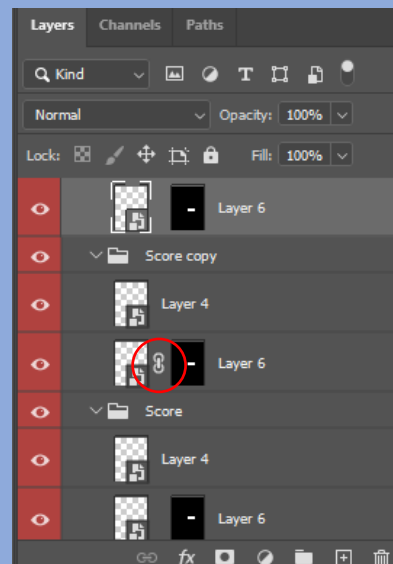 Layers Channels Paths
Kind T
Normal Opacity: 100%
Lock: Fill: 100%
Layer 6
Score copy
Layer 4
Layer 6
Score
Layer 4
Layer 6
fx